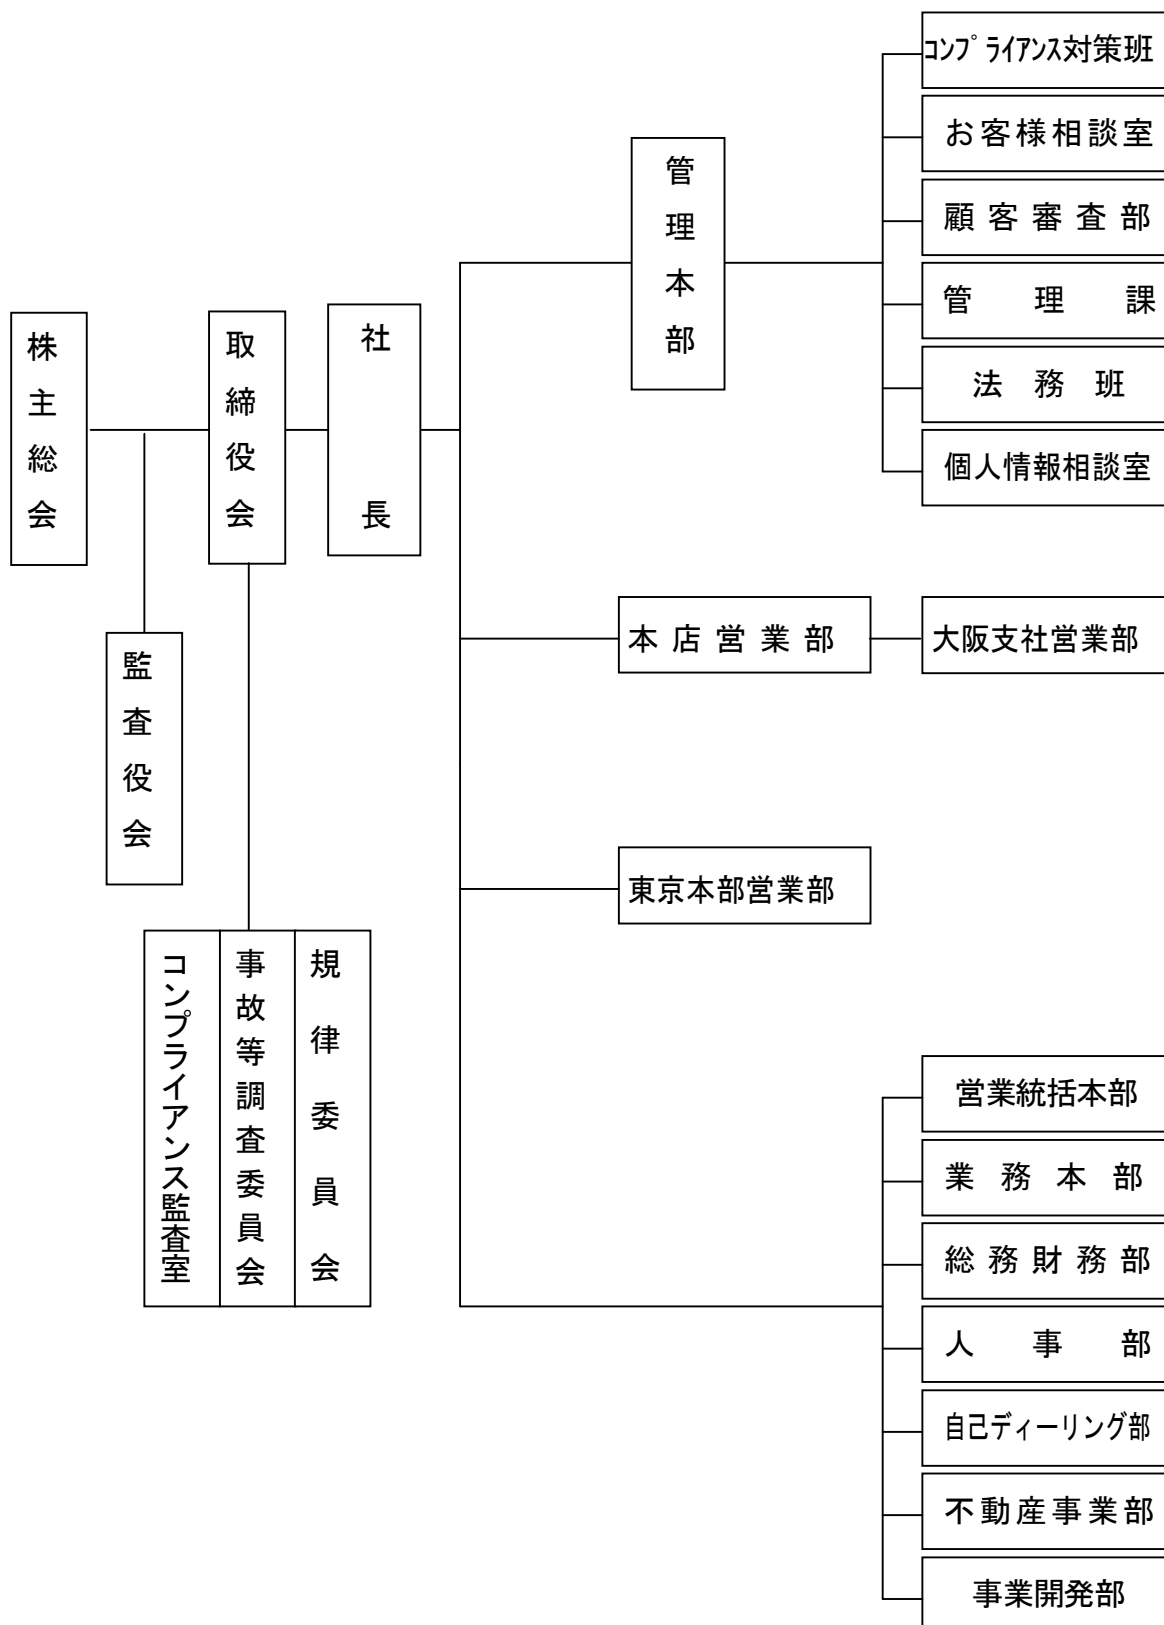 株主総会
監査役会
取締役会
コンプライアンス監査室
事故等調査委員会
規律委員会
社長
管理本部
コンプライアンス対策班
お客様相談室
顧客審査部
管理課
法務班
個人情報相談室
本店営業部
大阪支社営業部
東京本部営業部
営業統括本部
業務本部
総務財務部
人事部
自己ディーリング部
不動産事業部
事業開発部